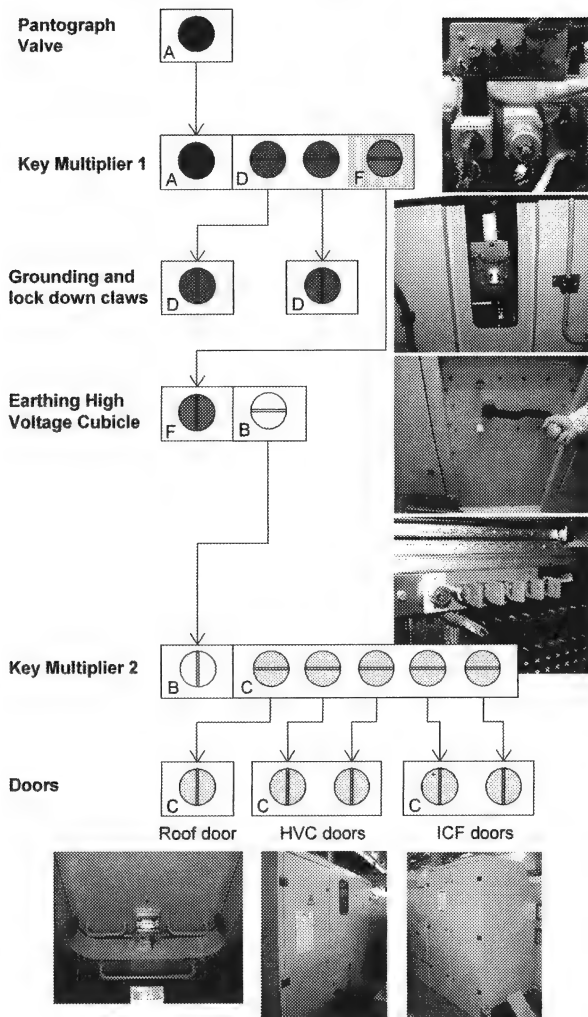 Pantograph
Valve
A
Key Multiplier 1
A
D
F
Grounding and
lock down claws
D
D
Earthing High
Voltage Cubicle
F
B
Key Multiplier 2
B
C
Doors
C
C
C
Roof door
HVC doors
ICF doors